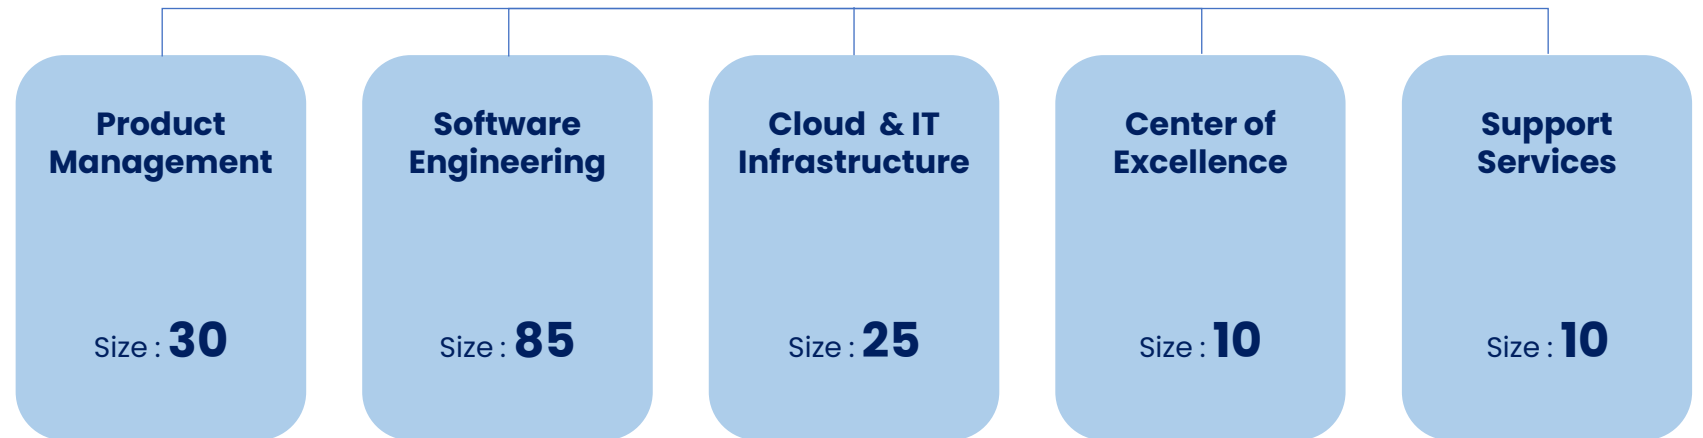 Product
Management
Size : 30
Software
Engineering
Size : 85
Cloud & IT
Infrastructure
Size : 25
Center of
Excellence
Size : 10
Support
Services
Size : 10